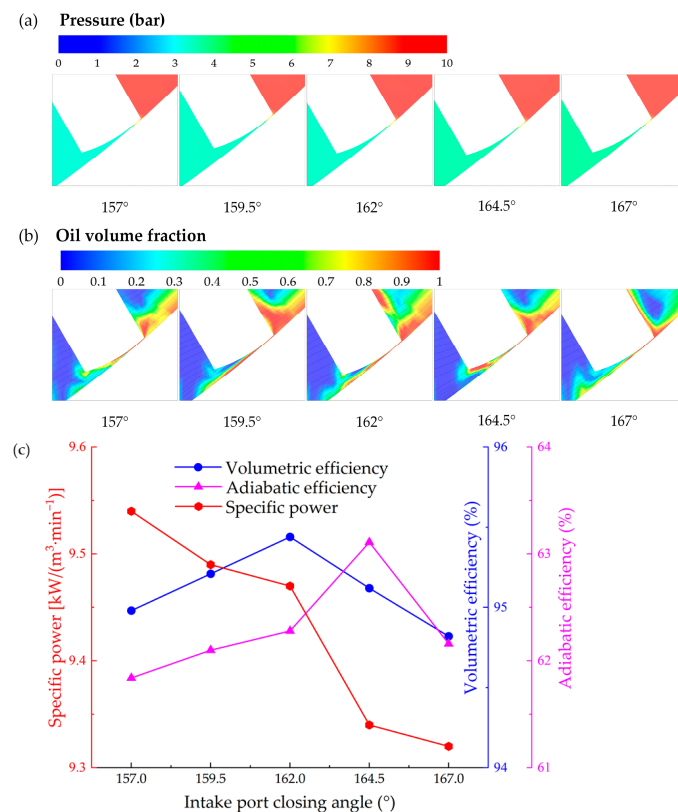 (a) Pressure (bar)
0 1 2 3 4 5 6 7 8 9 10
157° 159.5° 162° 164.5° 167°
(b) Oil volume fraction
0 0.1 0.2 0.3 0.4 0.5 0.6 0.7 0.8 0.9 1
157° 159.5° 162° 164.5° 167°
(c)
Volumetric efficiency
Adiabatic efficiency
Specific power
Specific power [kW/(m³·min⁻¹)]
9.6
9.5
9.4
9.3
96
95
94
Volumetric efficiency (%)
64
63
62
61
Adiabatic efficiency (%)
157.0 159.5 162.0 164.5 167.0
Intake port closing angle (°)